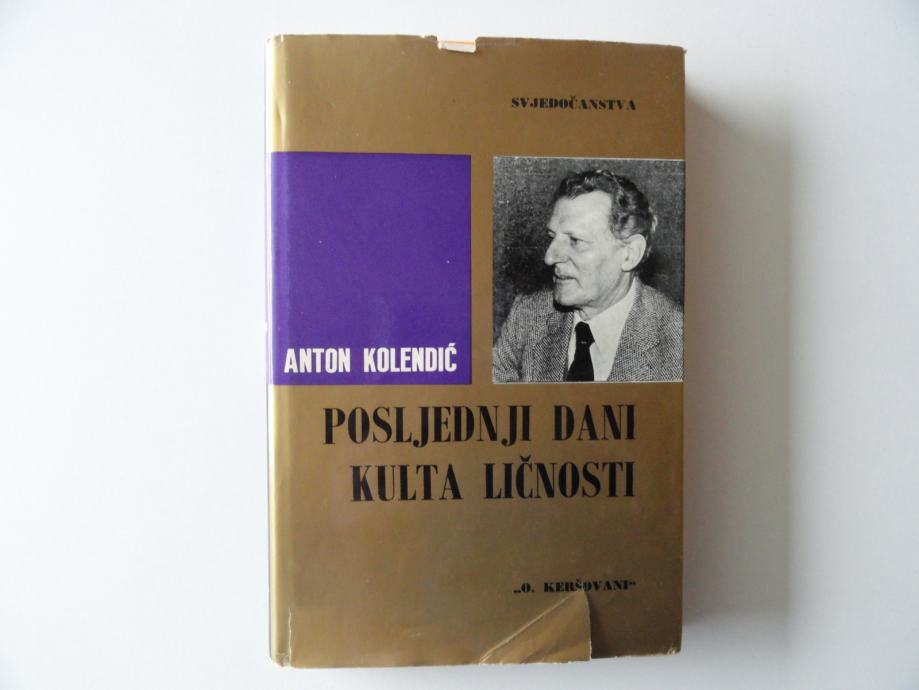 SVJEDOČANSTVA
ANTON KOLENDIĆ
POSLJEDNJI DANI
KULTA LIČNOSTI
„O. KERŠOVANI“